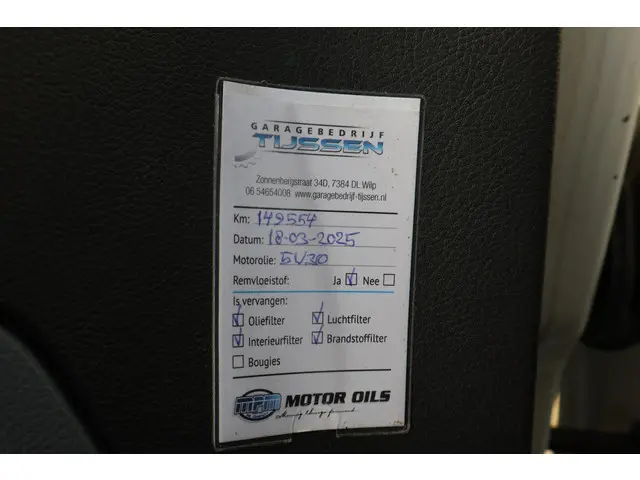 GARAGEBEDRIJF
TIJSSEN
Zonnenbergstraat 34D, 7384 DL Wilp
06 54654008 www.garagebedrijf-tijssen.nl
Km: 149554
Datum: 18-03-2025
Motorolie: 5W30
Remvloeistof: Ja ☑ Nee ☐
Is vervangen:
☑ Oliefilter ☑ Luchtfilter
☑ Interieurfilter ☑ Brandstoffilter
☐ Bougies
MPM MOTOR OILS